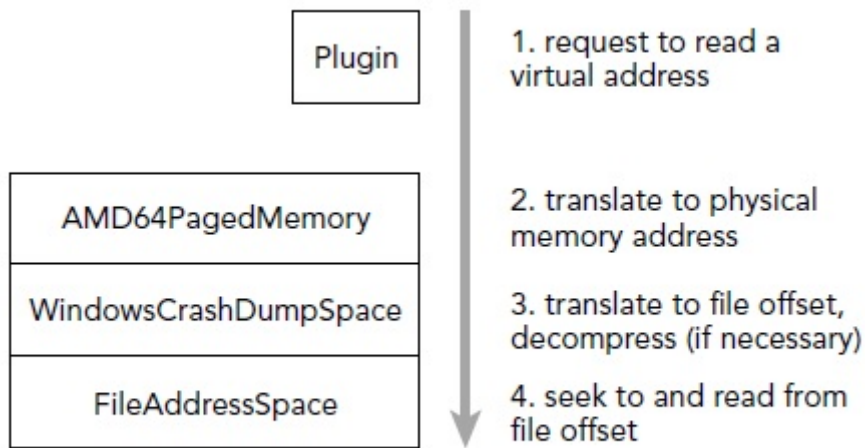 Plugin
1. request to read a
virtual address
AMD64PagedMemory
2. translate to physical
memory address
WindowsCrashDumpSpace
3. translate to file offset,
decompress (if necessary)
FileAddressSpace
4. seek to and read from
file offset